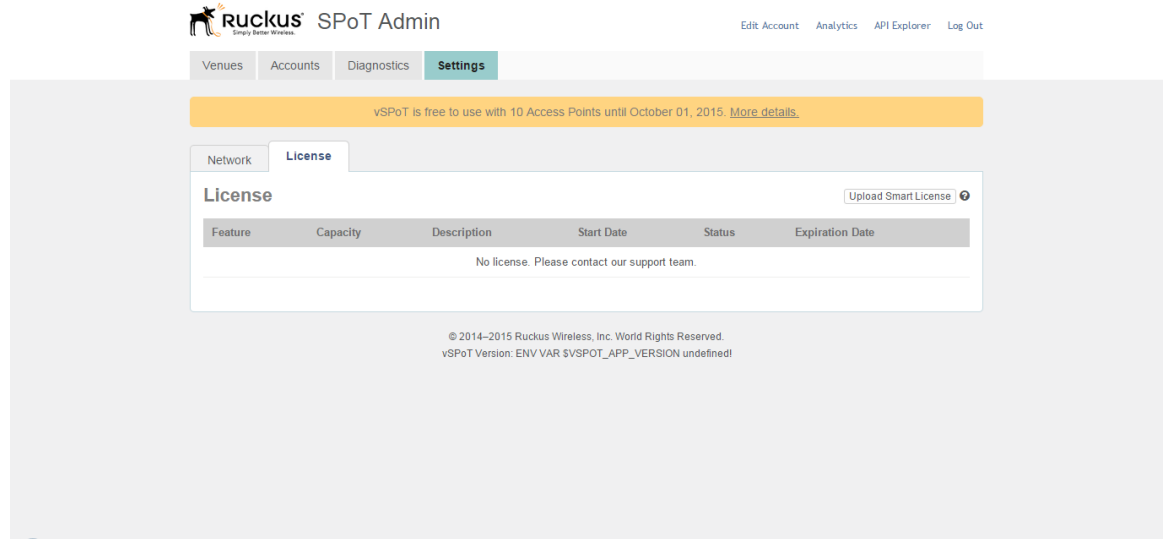 Ruckus SPoT Admin
Simply Better Wireless.
Edit Account Analytics API Explorer Log Out
Venues Accounts Diagnostics Settings
vSPoT is free to use with 10 Access Points until October 01, 2015. More details.
Network License
License
Upload Smart License ?
Feature Capacity Description Start Date Status Expiration Date
No license. Please contact our support team.
© 2014–2015 Ruckus Wireless, Inc. World Rights Reserved.
vSPoT Version: ENV VAR $VSPOT_APP_VERSION undefined!